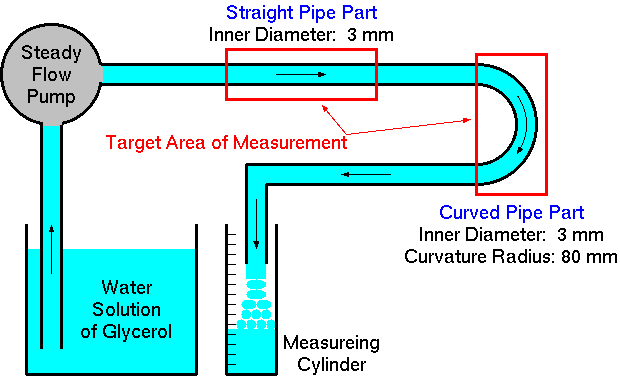 Straight Pipe Part
Inner Diameter: 3 mm
Steady
Flow
Pump
Target Area of Measurement
Curved Pipe Part
Inner Diameter: 3 mm
Curvature Radius: 80 mm
Water
Solution
of Glycerol
Measureing
Cylinder